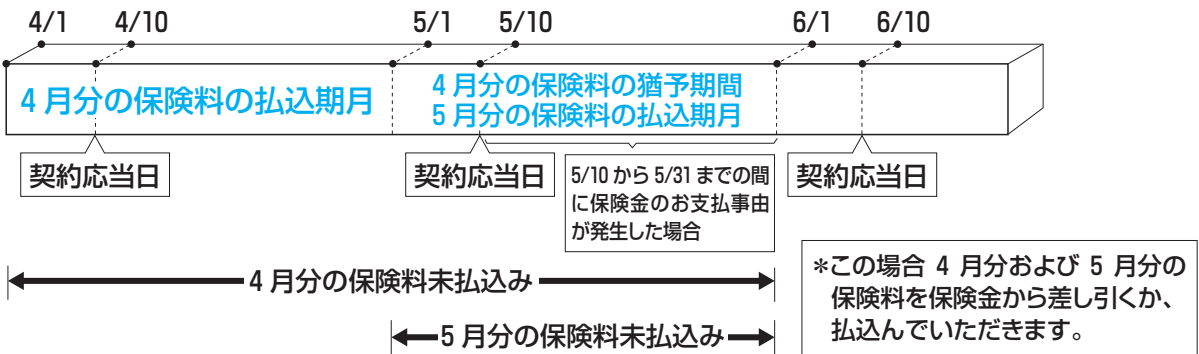 4/1 4/10 5/1 5/10 6/1 6/10
4月分の保険料の払込期月
4月分の保険料の猶予期間
5月分の保険料の払込期月
契約応当日
契約応当日
5/10から5/31までの間
に保険金のお支払事由
が発生した場合
契約応当日
4月分の保険料未払込み
5月分の保険料未払込み
*この場合 4 月分および 5 月分の
保険料を保険金から差し引くか、
払込んでいただきます。